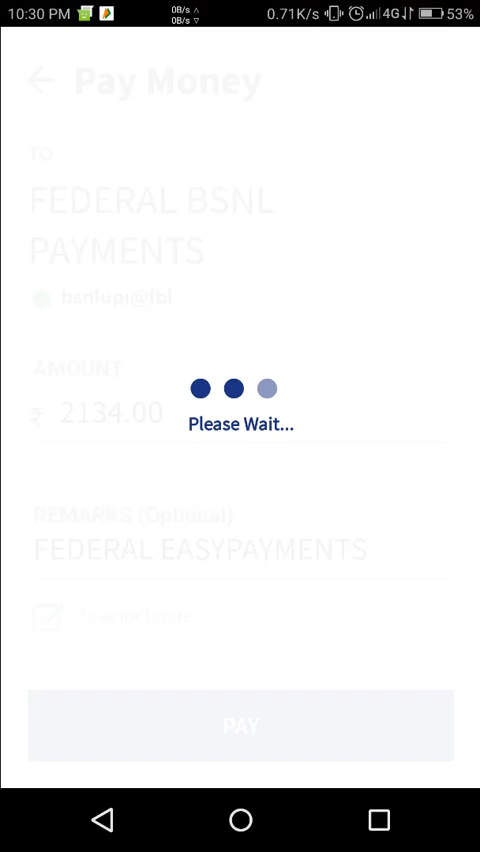 10:30 PM 0B/s 0B/s 0.71K/s 4G 53%
Pay Money
TO
FEDERAL BSNL
PAYMENTS
bsnlupi@fbl
AMOUNT
₹ 2134.00
Please Wait...
REMARKS (Optional)
FEDERAL EASYPAYMENTS
Save for future
PAY